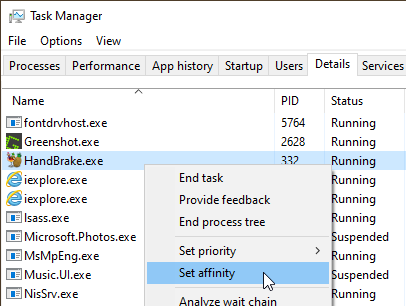 Task Manager
File Options View
Processes Performance App history Startup Users Details Services
Name PID Status
fontdrvhost.exe 5764 Running
Greenshot.exe 2628 Running
HandBrake.exe 332 Running
iexplore.exe Running
iexplore.exe Running
lsass.exe Running
Microsoft.Photos.exe Suspended
MsMpEng.exe Running
Music.UI.exe Suspended
NisSrv.exe Running
End task
Provide feedback
End process tree
Set priority
Set affinity
Analyze wait chain